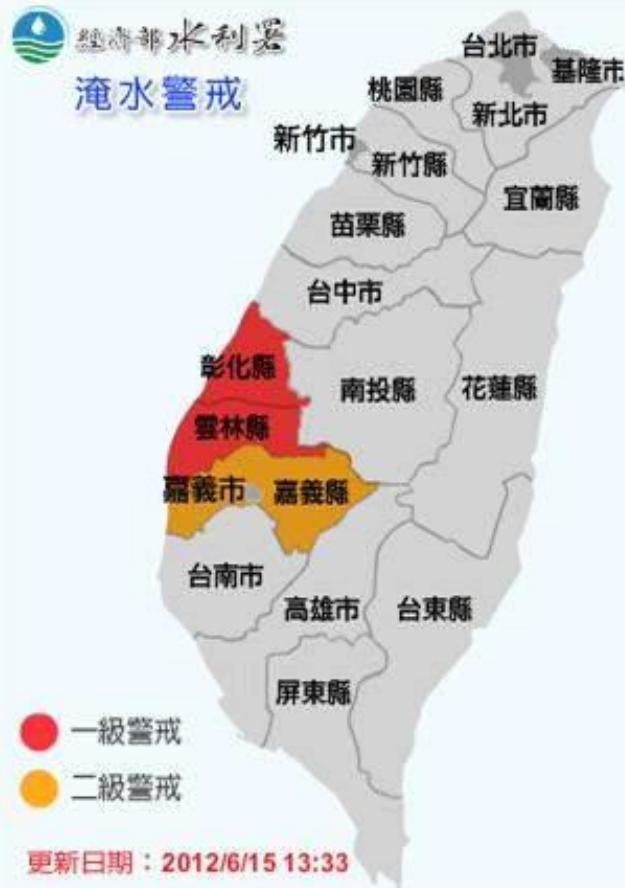 經濟部水利署
淹水警戒
台北市
基隆市
桃園縣
新北市
新竹市
新竹縣
宜蘭縣
苗栗縣
台中市
彰化縣
南投縣
花蓮縣
雲林縣
嘉義市
嘉義縣
台南市
高雄市
台東縣
屏東縣
一級警戒
二級警戒
更新日期：2012/6/15 13:33